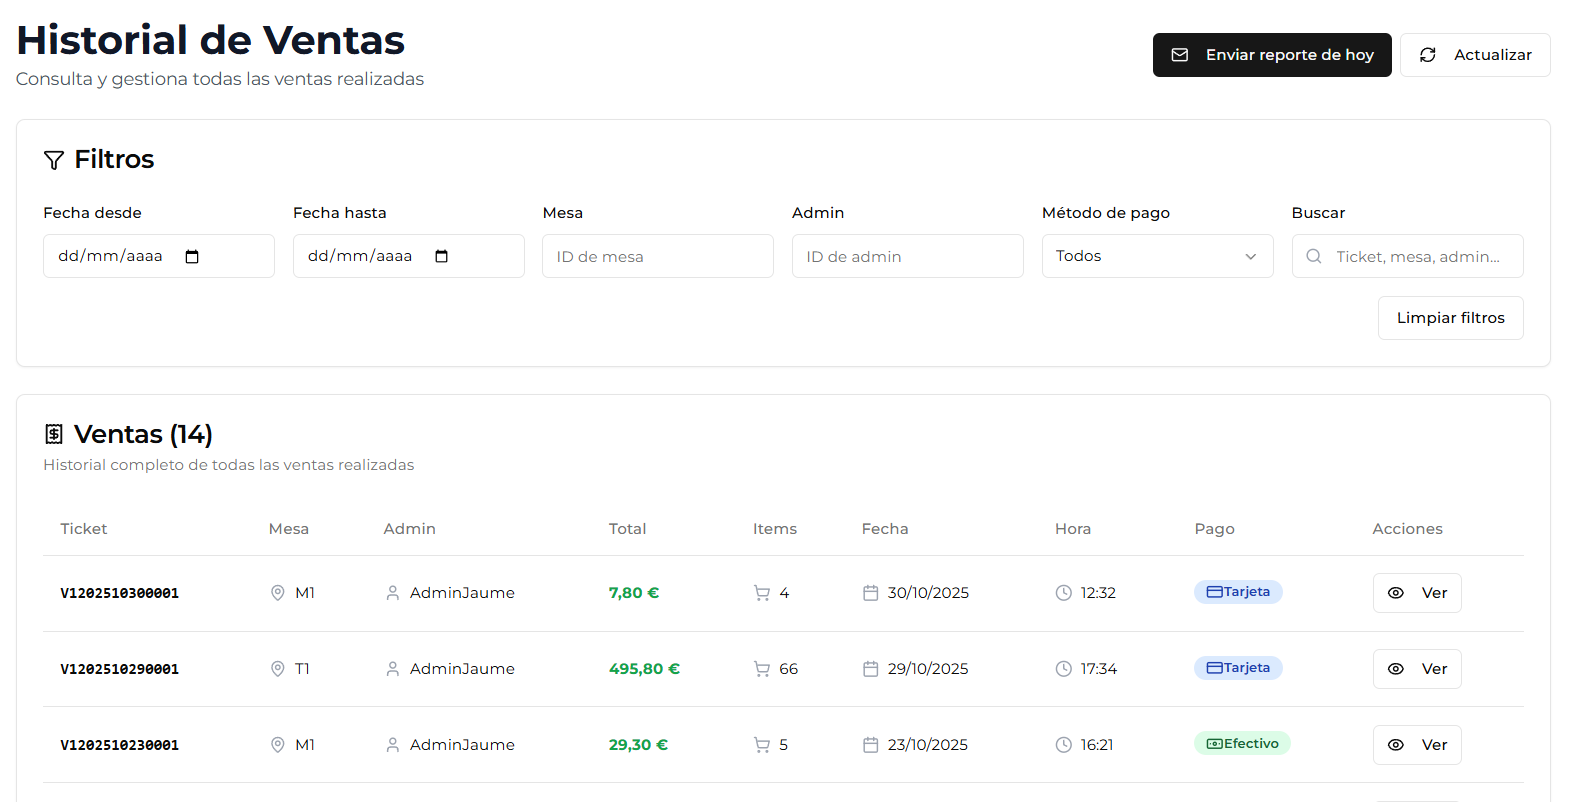 Historial de Ventas
Consulta y gestiona todas las ventas realizadas
Enviar reporte de hoy
Actualizar
Filtros
Fecha desde
Fecha hasta
Mesa
Admin
Método de pago
Buscar
dd/mm/aaaa
dd/mm/aaaa
ID de mesa
ID de admin
Todos
Ticket, mesa, admin...
Limpiar filtros
Ventas (14)
Historial completo de todas las ventas realizadas
Ticket Mesa Admin Total Items Fecha Hora Pago Acciones
V1202510300001 M1 AdminJaume 7,80 € 4 30/10/2025 12:32 Tarjeta Ver
V1202510290001 T1 AdminJaume 495,80 € 66 29/10/2025 17:34 Tarjeta Ver
V1202510230001 M1 AdminJaume 29,30 € 5 23/10/2025 16:21 Efectivo Ver